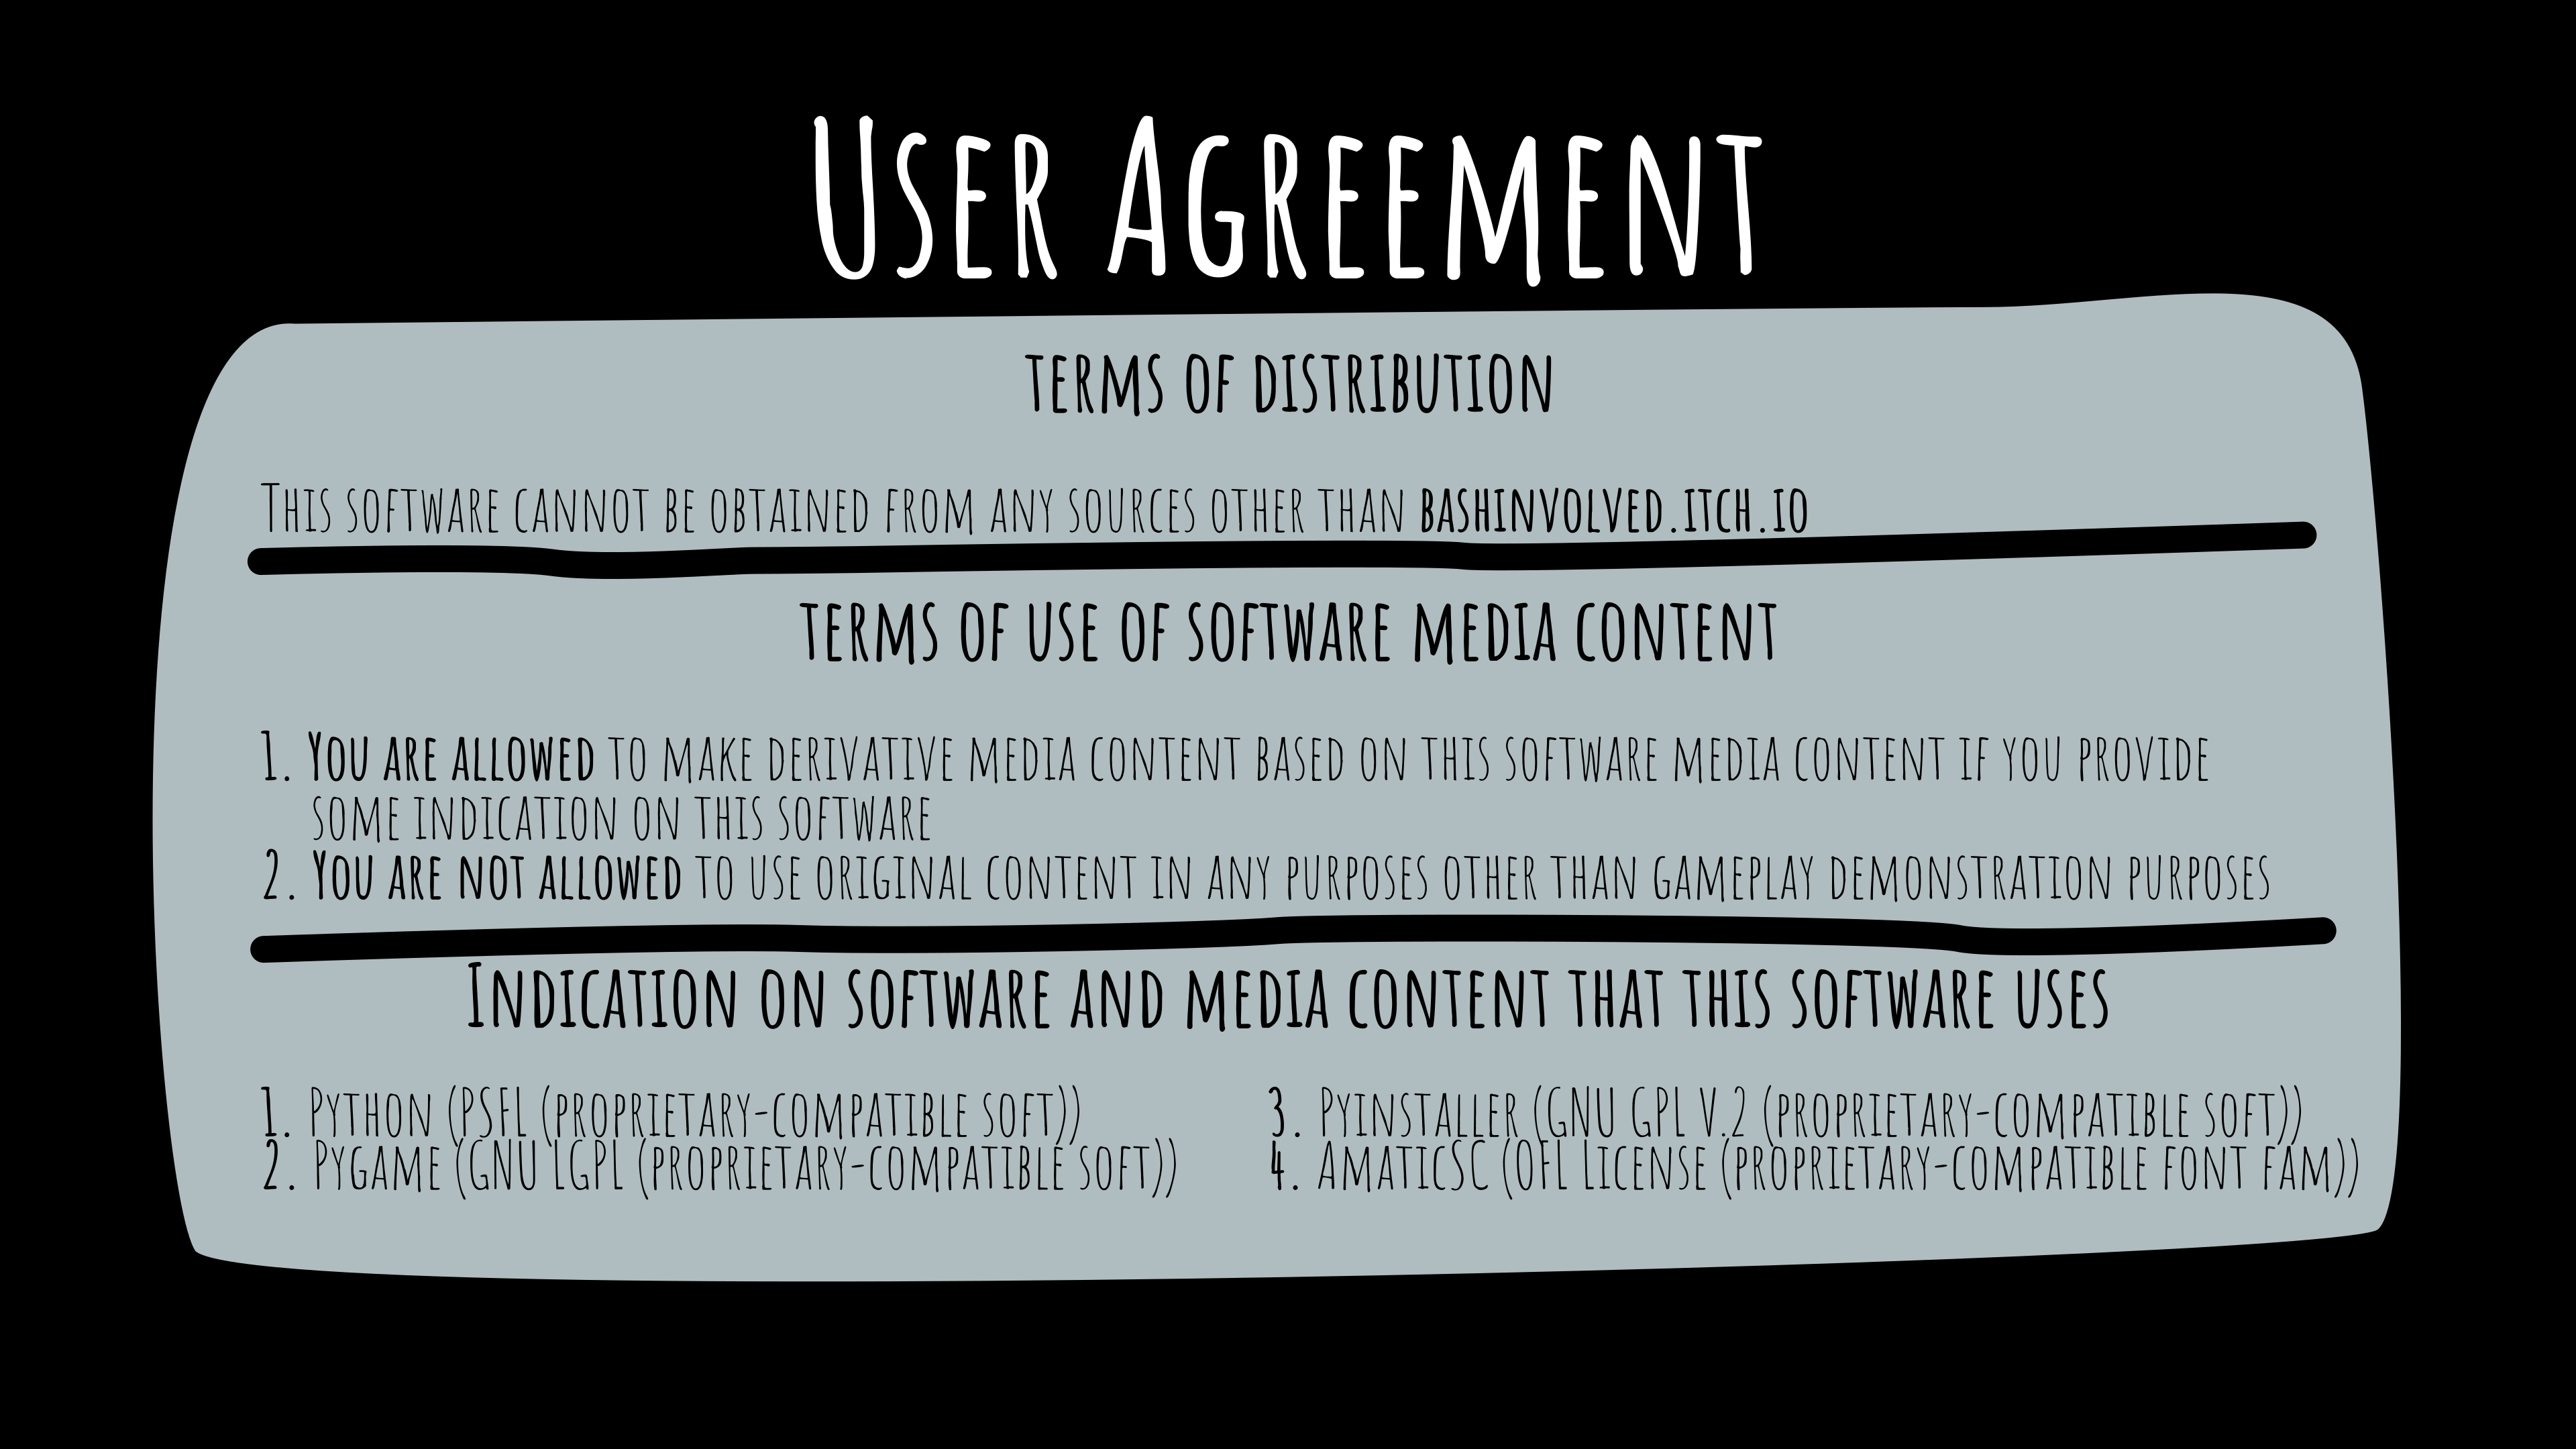 User Agreement
terms of distribution
This software cannot be obtained from any sources other than bashinvolved.itch.io
terms of use of software media content
1. You are allowed to make derivative media content based on this software media content if you provide
some indication on this software
2. You are not allowed to use original content in any purposes other than gameplay demonstration purposes
Indication on software and media content that this software uses
1. Python (PSFL (proprietary-compatible soft))
2. Pygame (GNU LGPL (proprietary-compatible soft))
3. Pyinstaller (GNU GPL v.2 (proprietary-compatible soft))
4. AmaticSC (OFL License (proprietary-compatible font fam))